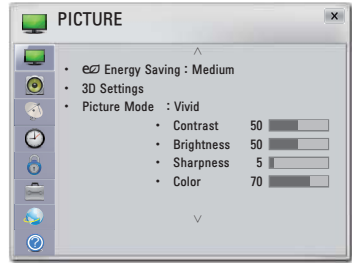 PICTURE
x
• Energy Saving : Medium
• 3D Settings
• Picture Mode : Vivid
• Contrast 50
• Brightness 50
• Sharpness 5
• Color 70
?